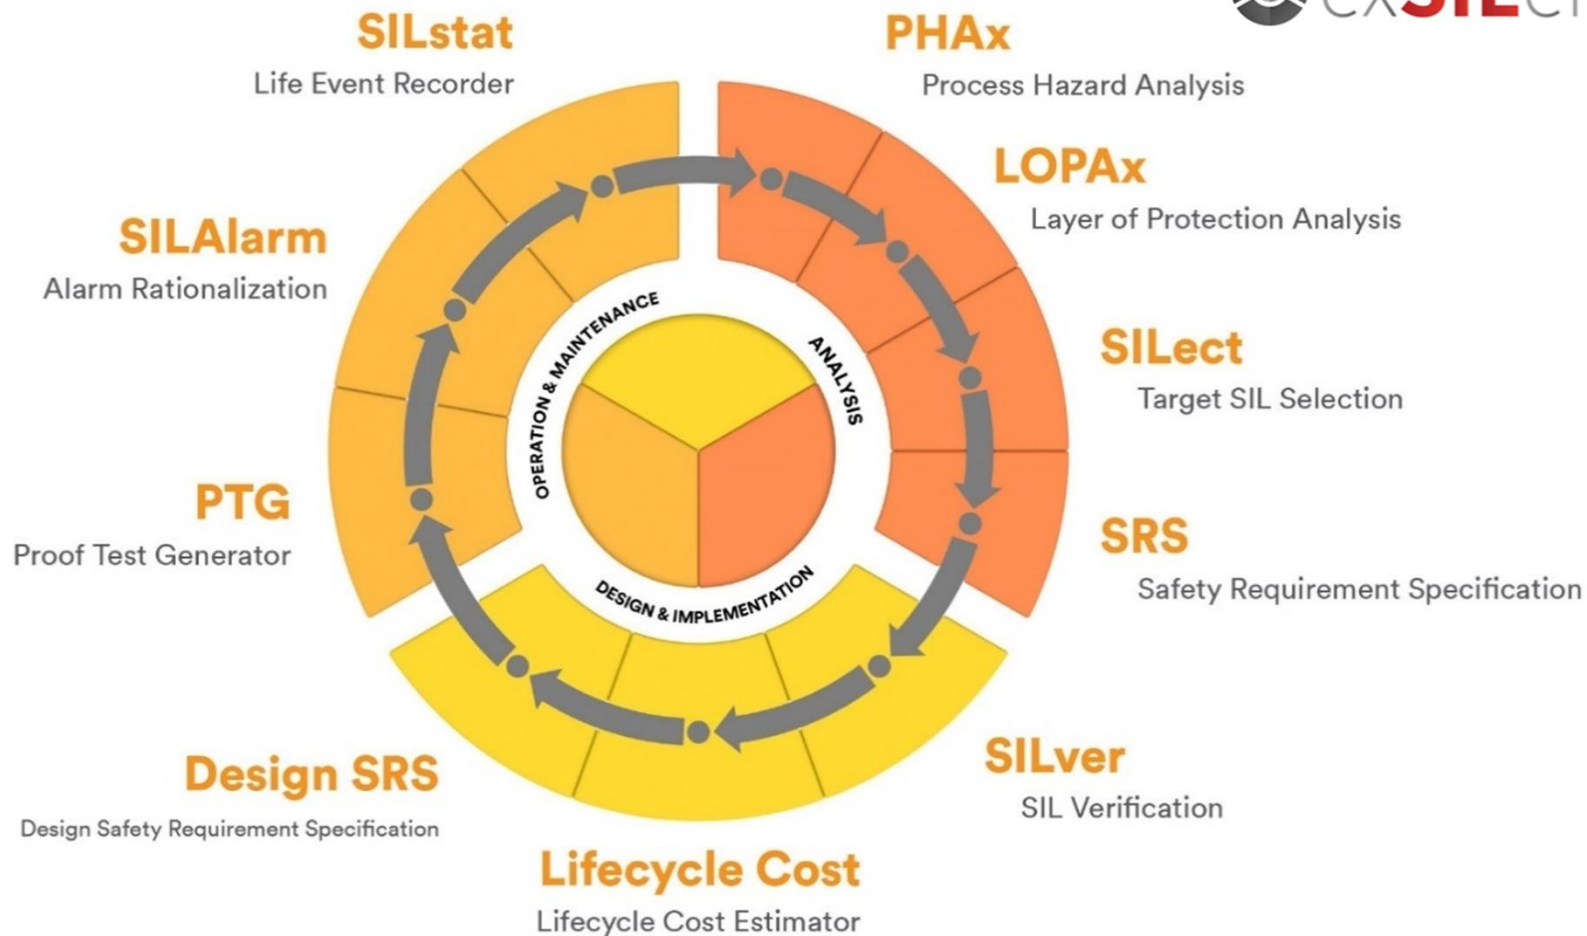 SILstat
Life Event Recorder
PHAx
Process Hazard Analysis
LOPAx
Layer of Protection Analysis
SILAlarm
Alarm Rationalization
SILect
Target SIL Selection
OPERATION & MAINTENANCE
ANALYSIS
DESIGN & IMPLEMENTATION
PTG
Proof Test Generator
SRS
Safety Requirement Specification
SILver
SIL Verification
Design SRS
Design Safety Requirement Specification
Lifecycle Cost
Lifecycle Cost Estimator